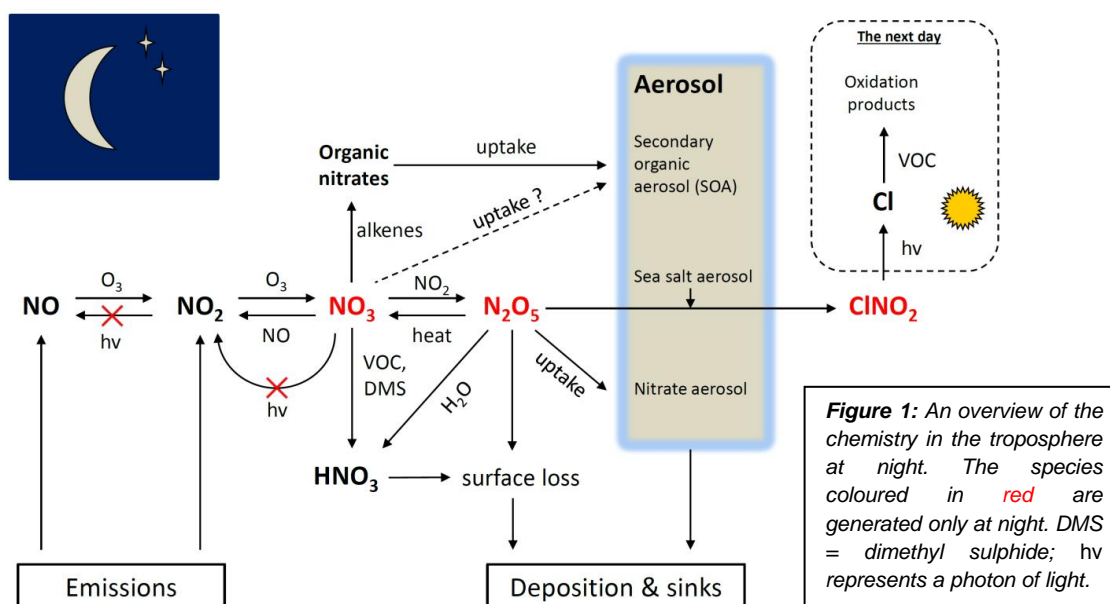 The next day
Oxidation
products
VOC
Cl
hv
Aerosol
Secondary
organic
aerosol (SOA)
Sea salt aerosol
Nitrate aerosol
Organic
nitrates
uptake
uptake ?
alkenes
NO
O₃
hv
NO₂
O₃
NO
hv
NO₃
NO₂
heat
N₂O₅
ClNO₂
VOC,
DMS
H₂O
uptake
HNO₃
surface loss
Emissions
Deposition & sinks
Figure 1: An overview of the
chemistry in the troposphere
at night. The species
coloured in red are
generated only at night. DMS
= dimethyl sulphide; hv
represents a photon of light.